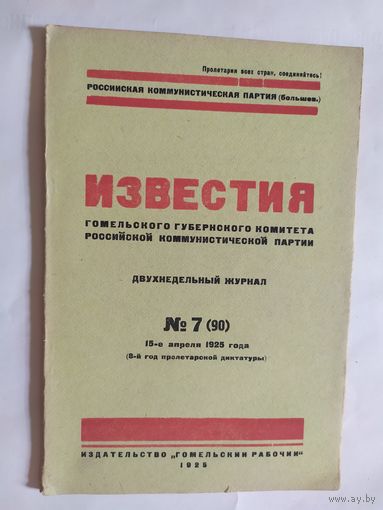 Пролетарии всех стран, соединяйтесь!
РОССИЙСКАЯ КОММУНИСТИЧЕСКАЯ ПАРТИЯ (большев.)
ИЗВЕСТИЯ
ГОМЕЛЬСКОГО ГУБЕРНСКОГО КОМИТЕТА
РОССИЙСКОЙ КОММУНИСТИЧЕСКОЙ ПАРТИИ
ДВУХНЕДЕЛЬНЫЙ ЖУРНАЛ
№ 7 (90)
15-е апреля 1925 года
(8-й год пролетарской диктатуры)
ИЗДАТЕЛЬСТВО „ГОМЕЛЬСКИЙ РАБОЧИЙ“
1925
www.ay.by